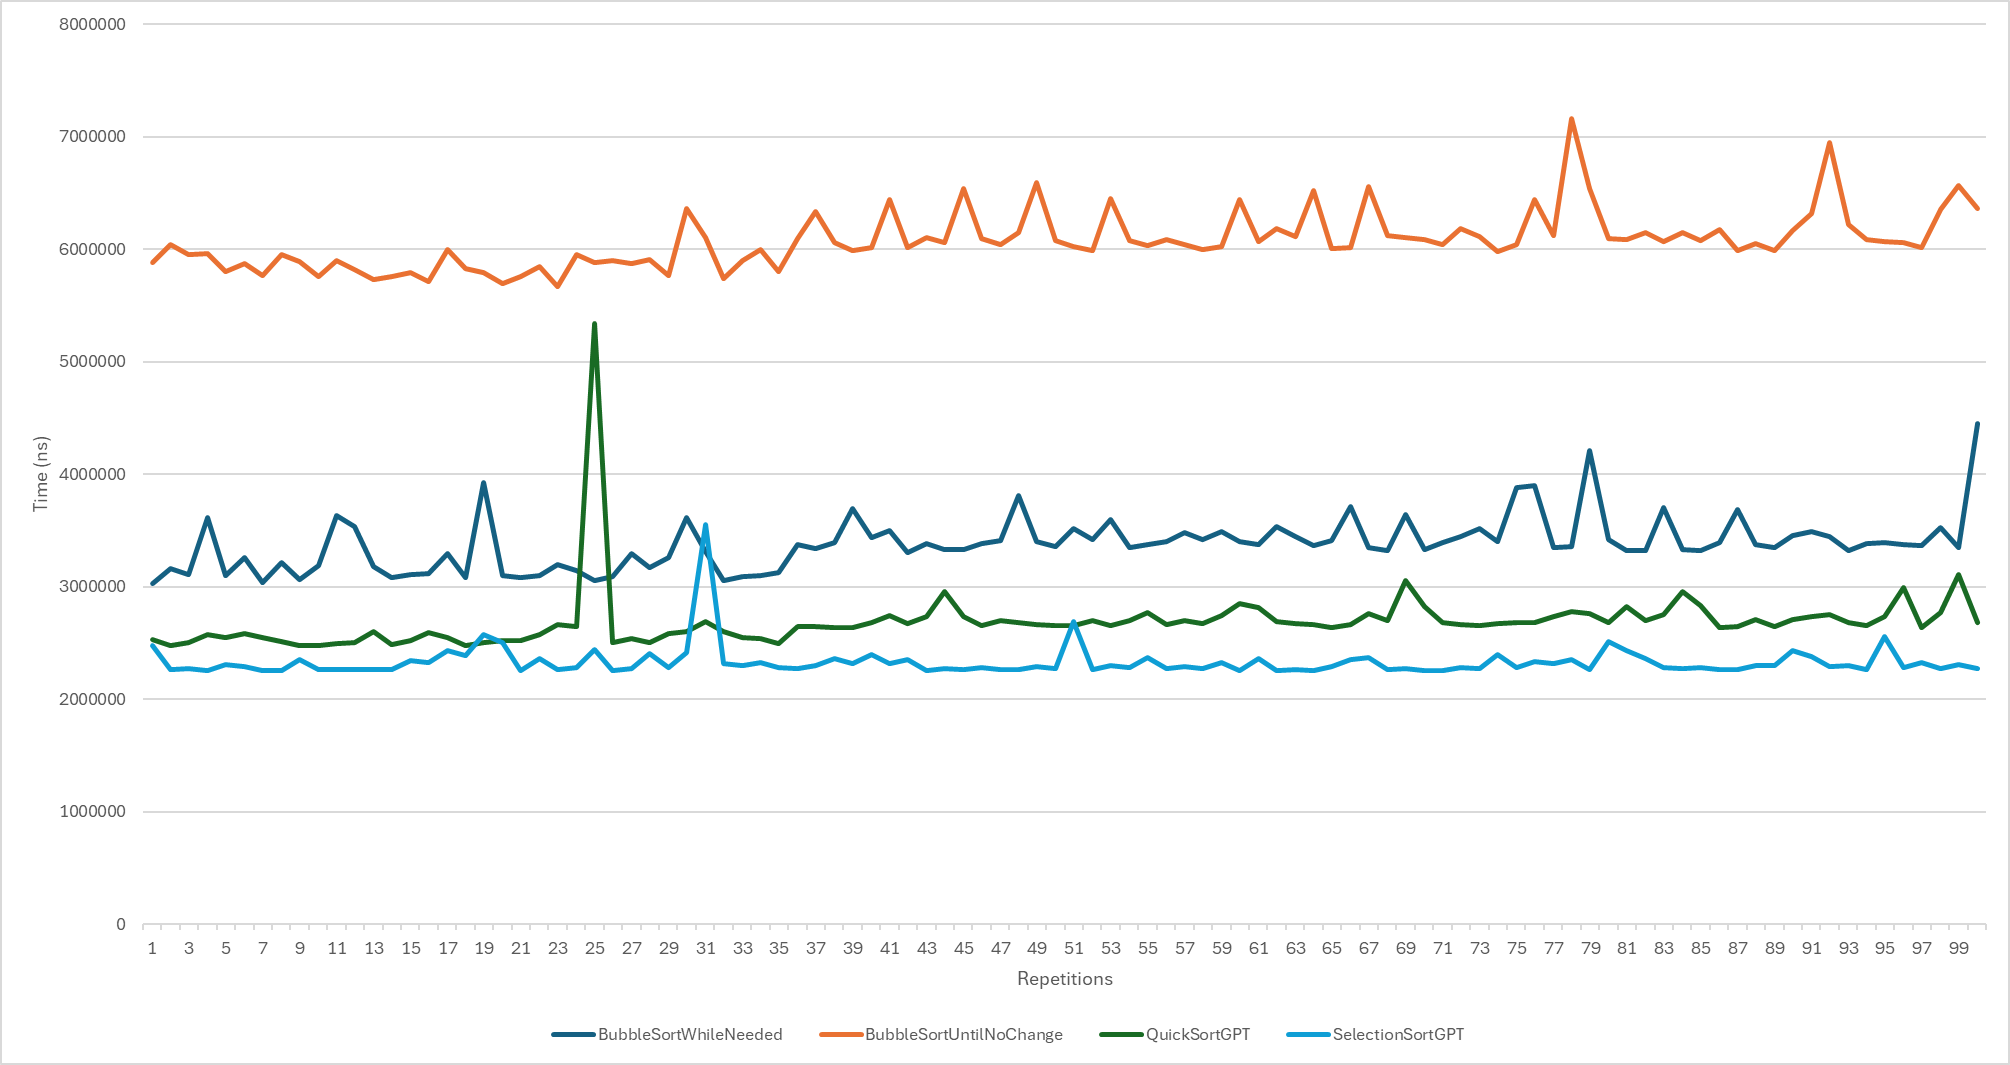 8000000
7000000
6000000
5000000
4000000
3000000
2000000
1000000
0
Time (ns)
1 3 5 7 9 11 13 15 17 19 21 23 25 27 29 31 33 35 37 39 41 43 45 47 49 51 53 55 57 59 61 63 65 67 69 71 73 75 77 79 81 83 85 87 89 91 93 95 97 99
Repetitions
BubbleSortWhileNeeded BubbleSortUntilNoChange QuickSortGPT SelectionSortGPT